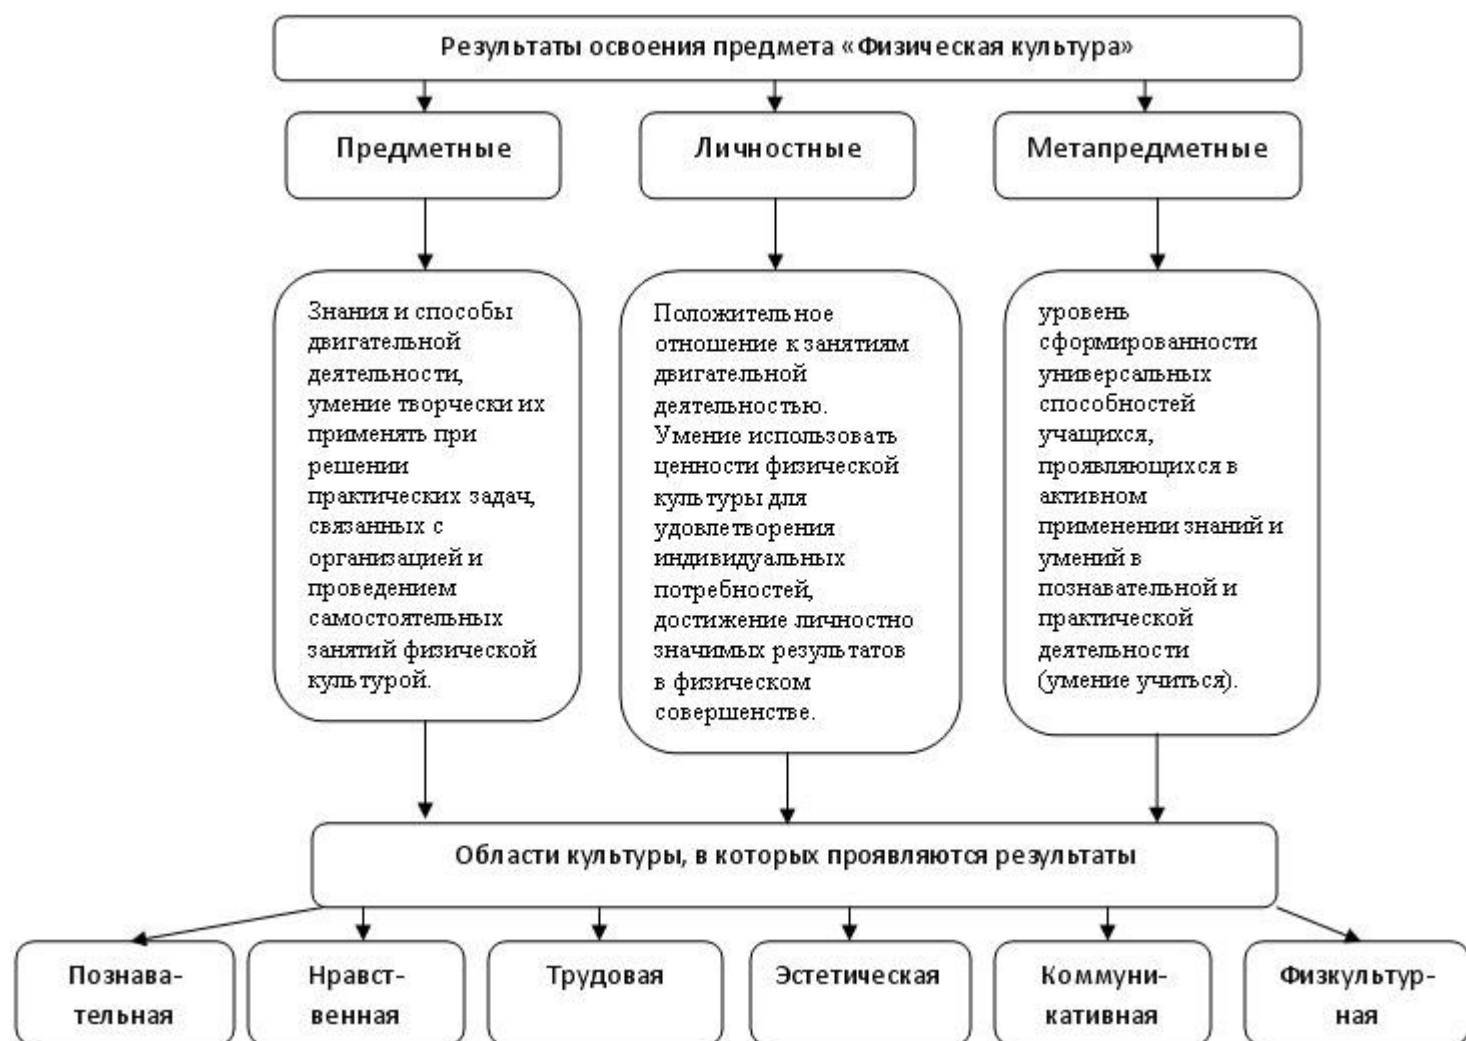 Результаты освоения предмета «Физическая культура»
Предметные
Личностные
Метапредметные
Знания и способы
двигательной
деятельности,
умение творчески их
применять при
решении
практических задач,
связанных с
организацией и
проведением
самостоятельных
занятий физической
культурой.
Положительное
отношение к занятиям
двигательной
деятельностью.
Умение использовать
ценности физической
культуры для
удовлетворения
индивидуальных
потребностей,
достижение личностно
значимых результатов
в физическом
совершенстве.
уровень
сформированности
универсальных
способностей
учащихся,
проявляющихся в
активном
применении знаний и
умений в
познавательной и
практической
деятельности
(умение учиться).
Области культуры, в которых проявляются результаты
Познава-
тельная
Нравст-
венная
Трудовая
Эстетическая
Коммуни-
кативная
Физкультур-
ная